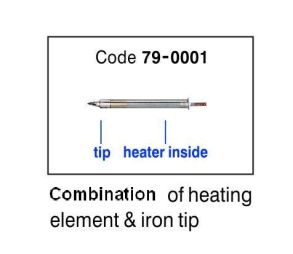 Code 79-0001
tip heater inside
Combination of heating
element & iron tip